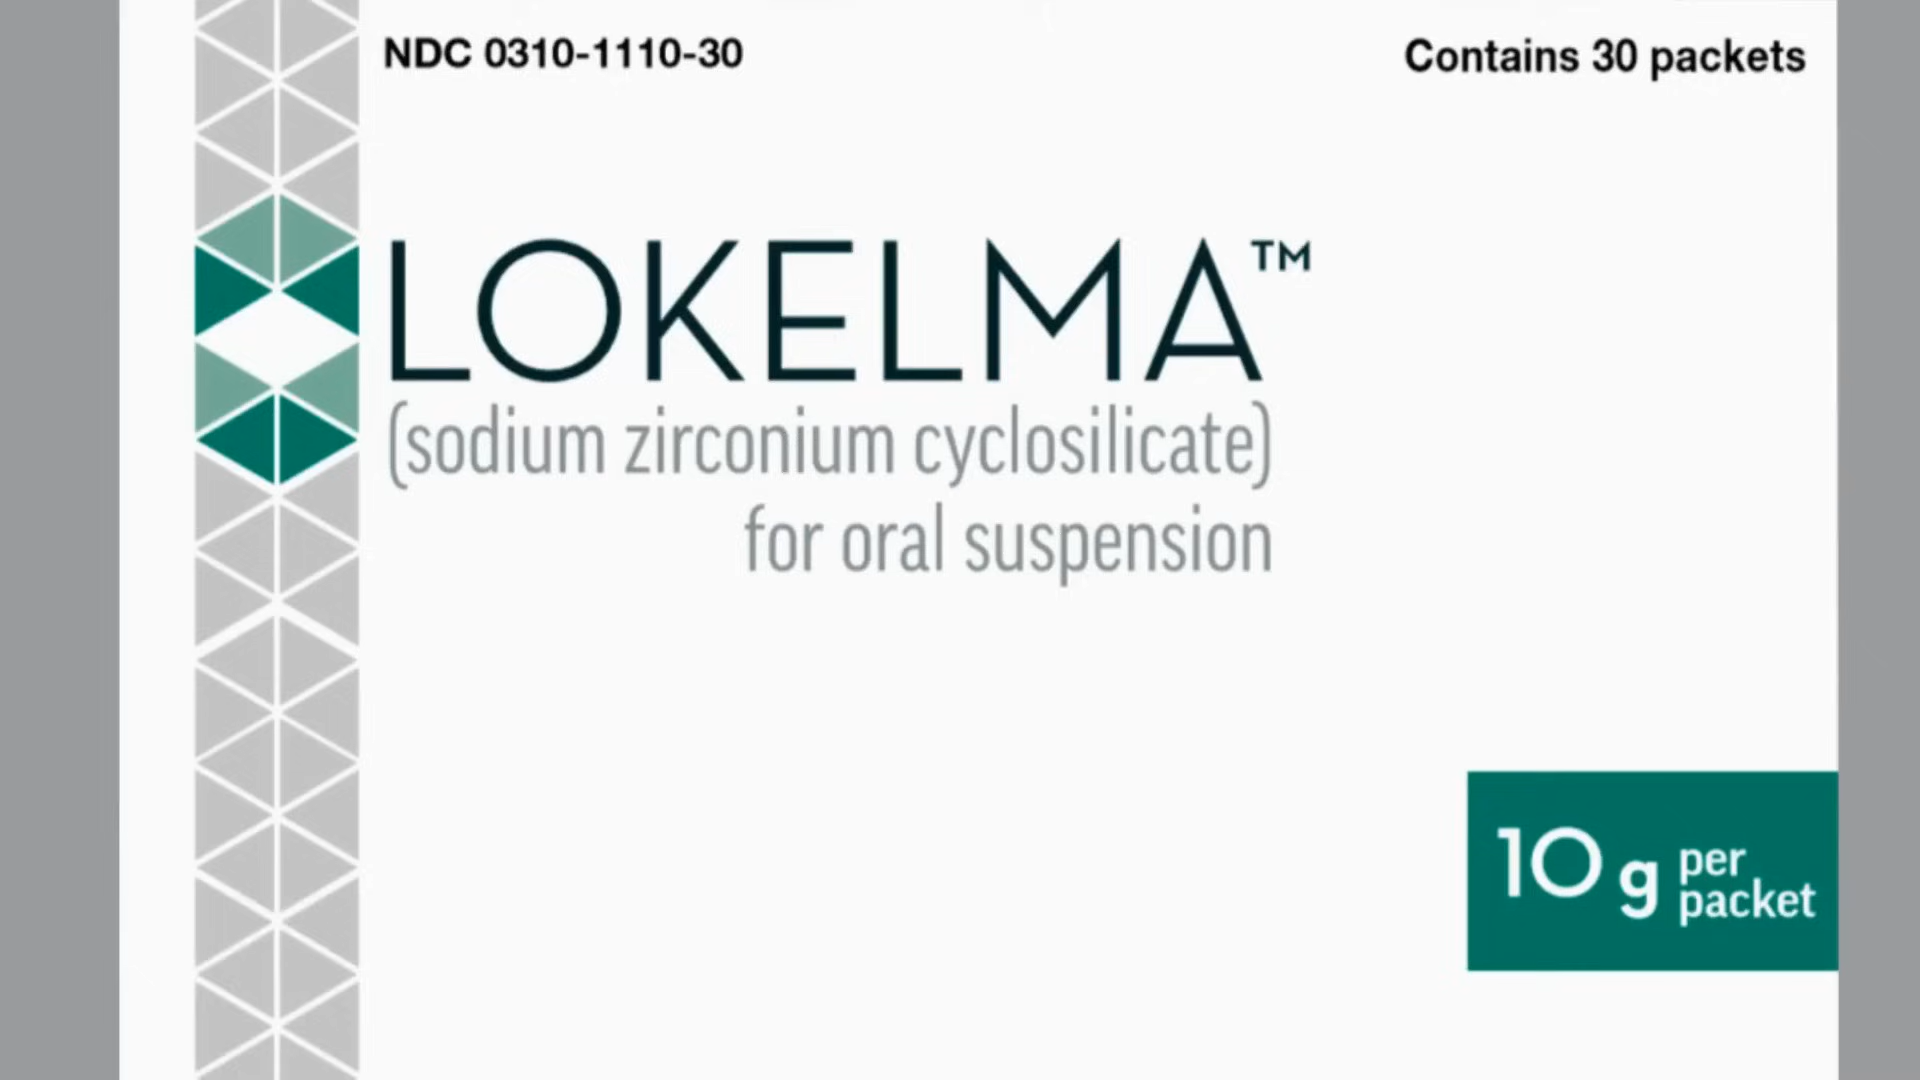 NDC 0310-1110-30
Contains 30 packets
LOKELMA™
(sodium zirconium cyclosilicate)
for oral suspension
10 g per packet